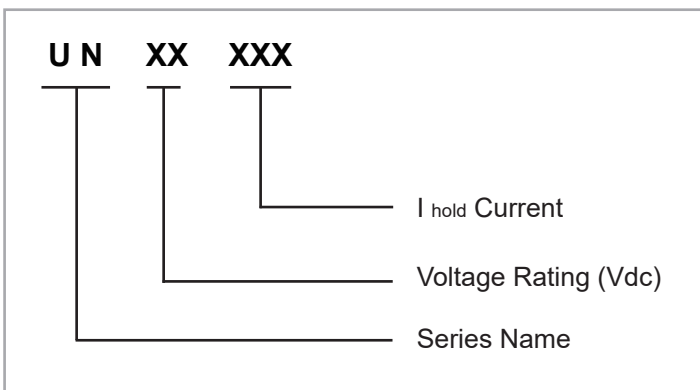 U N XX XXX
I hold Current
Voltage Rating (Vdc)
Series Name